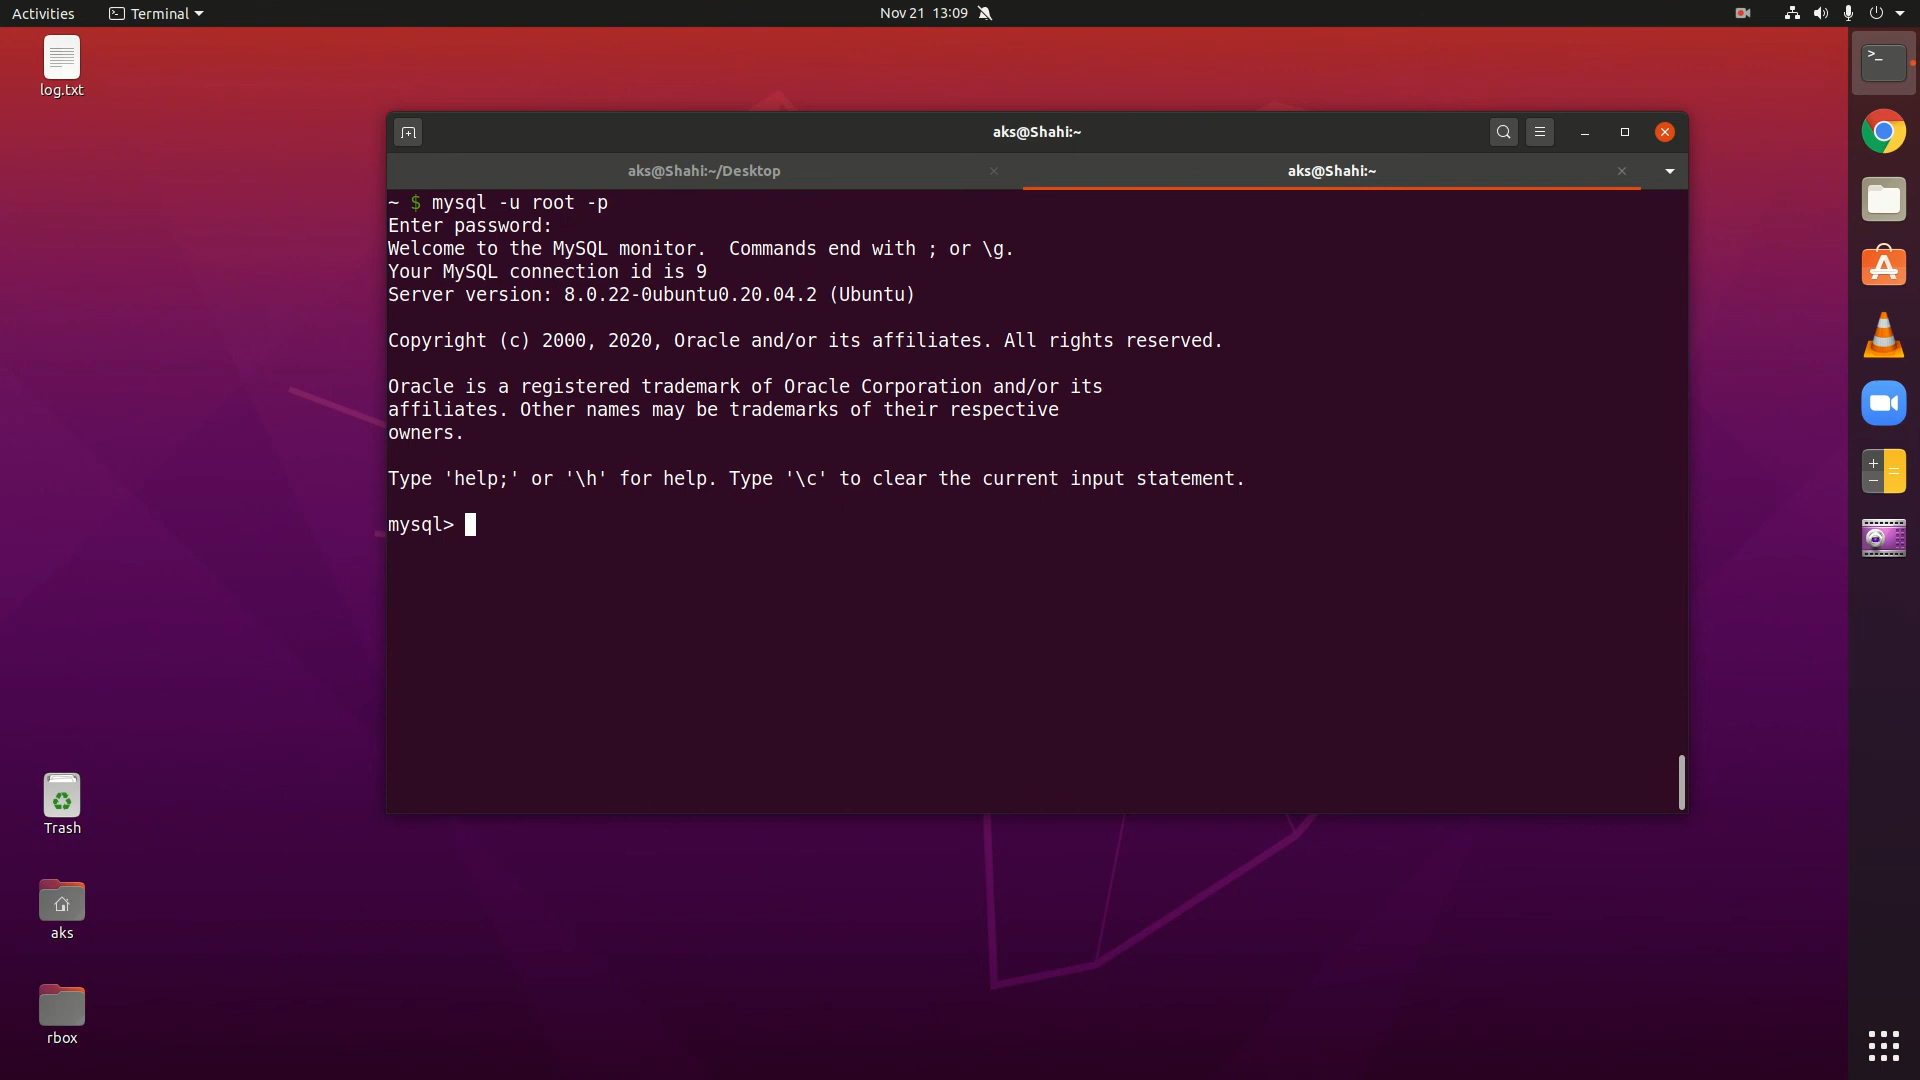 Activities
Terminal
Nov 21 13:09
log.txt
aks@Shahi:~
aks@Shahi:~/Desktop
aks@Shahi:~
~ $ mysql -u root -p
Enter password:
Welcome to the MySQL monitor.  Commands end with ; or \g.
Your MySQL connection id is 9
Server version: 8.0.22-0ubuntu0.20.04.2 (Ubuntu)
Copyright (c) 2000, 2020, Oracle and/or its affiliates. All rights reserved.
Oracle is a registered trademark of Oracle Corporation and/or its
affiliates. Other names may be trademarks of their respective
owners.
Type 'help;' or '\h' for help. Type '\c' to clear the current input statement.
mysql>
Trash
aks
rbox